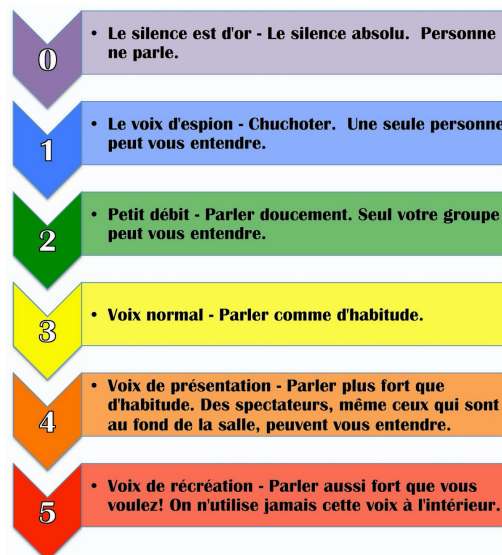 0
• Le silence est d'or - Le silence absolu. Personne
ne parle.
1
• Le voix d'espion - Chuchoter. Une seule personne
peut vous entendre.
2
• Petit débit - Parler doucement. Seul votre groupe
peut vous entendre.
3
• Voix normal - Parler comme d'habitude.
4
• Voix de présentation - Parler plus fort que
d'habitude. Des spectateurs, même ceux qui sont
au fond de la salle, peuvent vous entendre.
5
• Voix de récréation - Parler aussi fort que vous
voulez! On n'utilise jamais cette voix à l'intérieur.